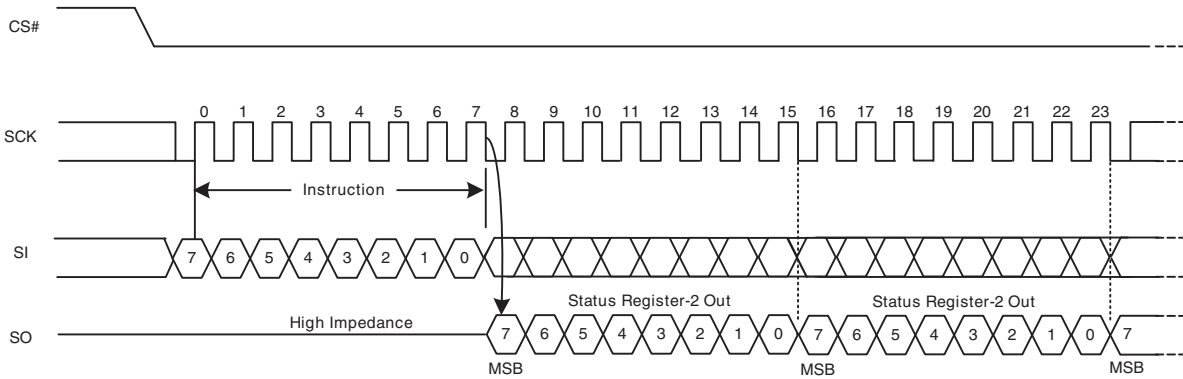 CS#
0 1 2 3 4 5 6 7 8 9 10 11 12 13 14 15 16 17 18 19 20 21 22 23
SCK
Instruction
SI
7 6 5 4 3 2 1 0
Status Register-2 Out Status Register-2 Out
High Impedance
SO
7 6 5 4 3 2 1 0 7 6 5 4 3 2 1 0 7
MSB MSB MSB